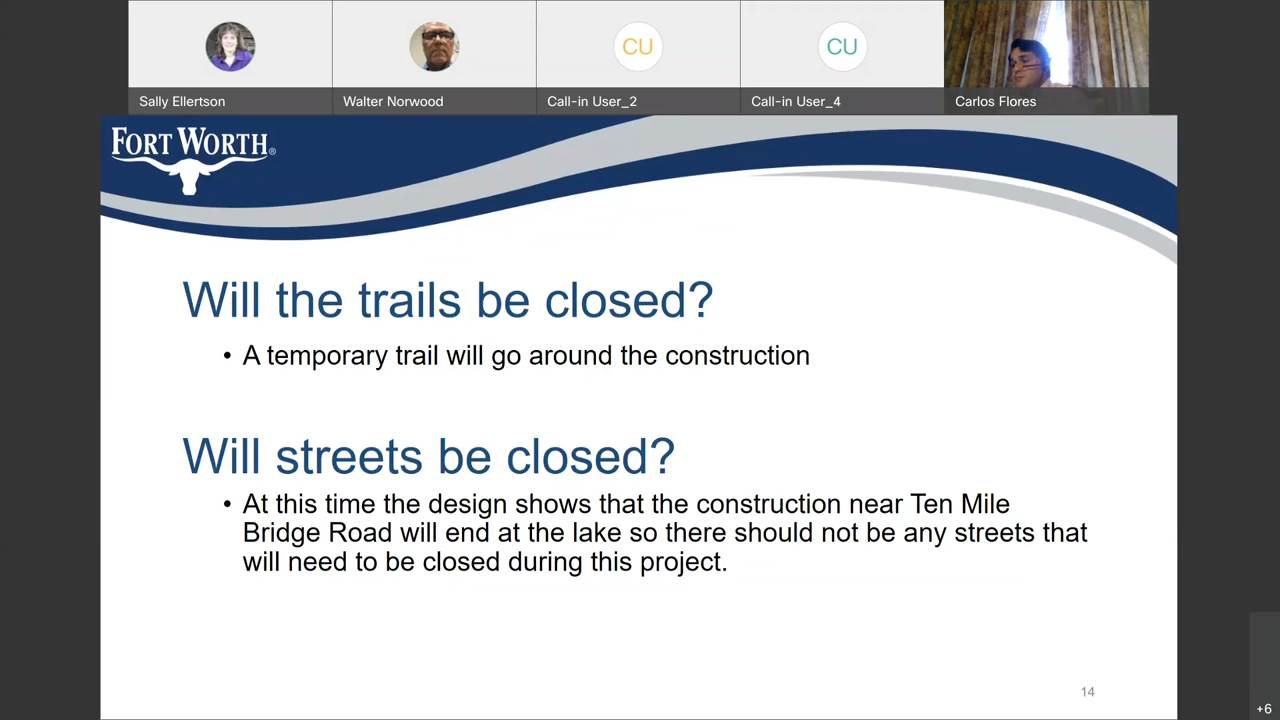 CU
CU
Sally Ellertson
Walter Norwood
Call-in User_2
Call-in User_4
Carlos Flores
FORT WORTH®
Will the trails be closed?
• A temporary trail will go around the construction
Will streets be closed?
• At this time the design shows that the construction near Ten Mile
Bridge Road will end at the lake so there should not be any streets that
will need to be closed during this project.
14
+6